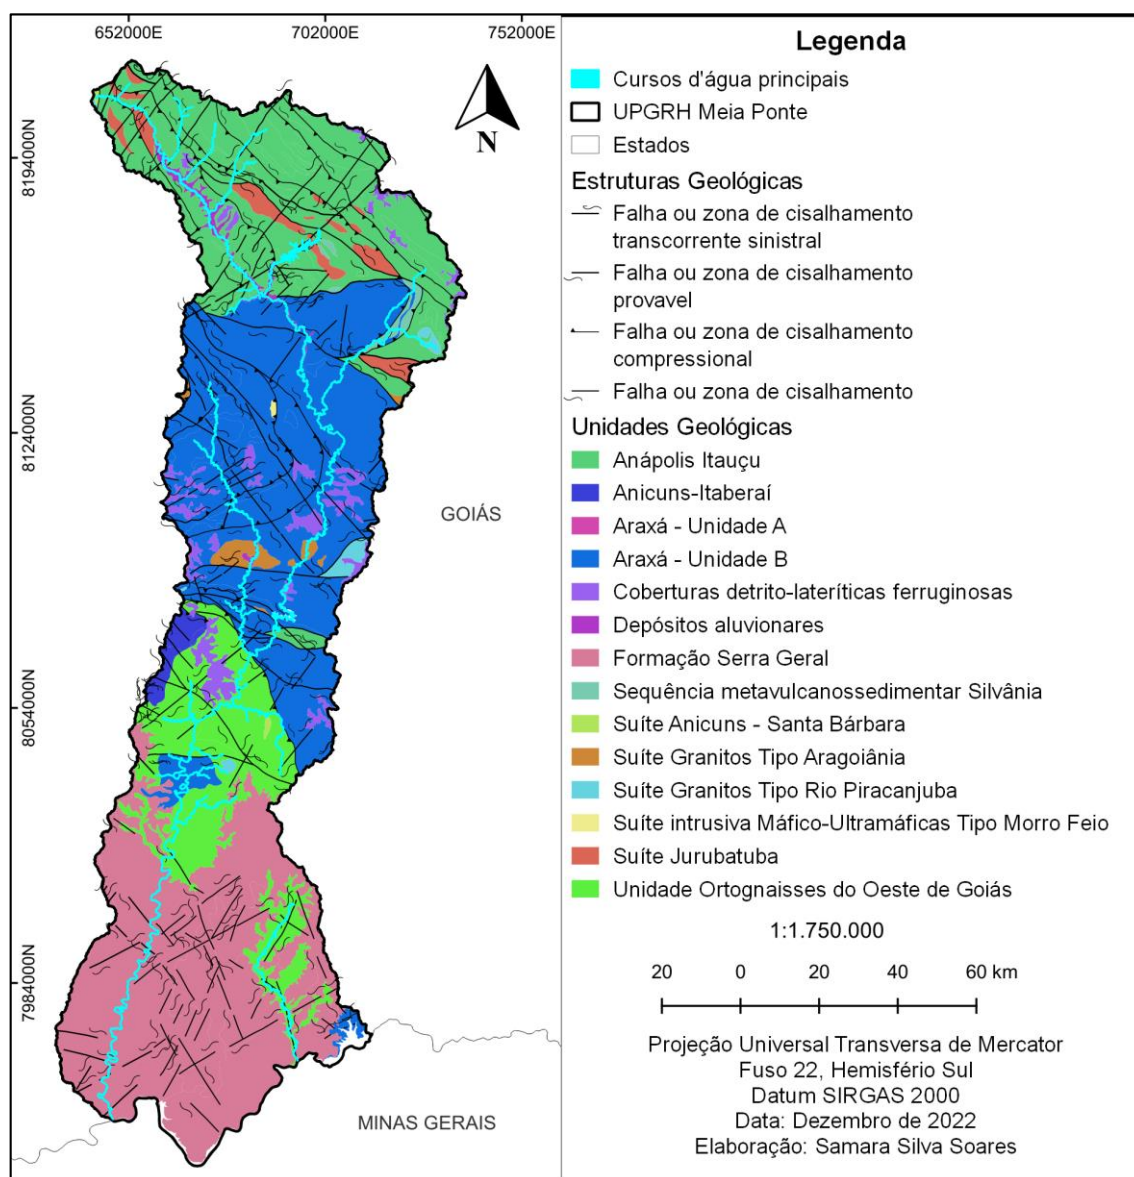 652000E
702000E
752000E
8194000N
8124000N
8054000N
7984000N
N
GOIÁS
MINAS GERAIS
Legenda
Cursos d'água principais
UPGRH Meia Ponte
Estados
Estruturas Geológicas
Falha ou zona de cisalhamento
transcorrente sinistral
Falha ou zona de cisalhamento
provavel
Falha ou zona de cisalhamento
compressional
Falha ou zona de cisalhamento
Unidades Geológicas
Anápolis Itauçu
Anicuns-Itaberaí
Araxá - Unidade A
Araxá - Unidade B
Coberturas detrito-lateríticas ferruginosas
Depósitos aluvionares
Formação Serra Geral
Sequência metavulcanossedimentar Silvânia
Suíte Anicuns - Santa Bárbara
Suíte Granitos Tipo Aragoiânia
Suíte Granitos Tipo Rio Piracanjuba
Suíte intrusiva Máfico-Ultramáficas Tipo Morro Feio
Suíte Jurubatuba
Unidade Ortognaisses do Oeste de Goiás
1:1.750.000
20 0 20 40 60 km
Projeção Universal Transversa de Mercator
Fuso 22, Hemisfério Sul
Datum SIRGAS 2000
Data: Dezembro de 2022
Elaboração: Samara Silva Soares